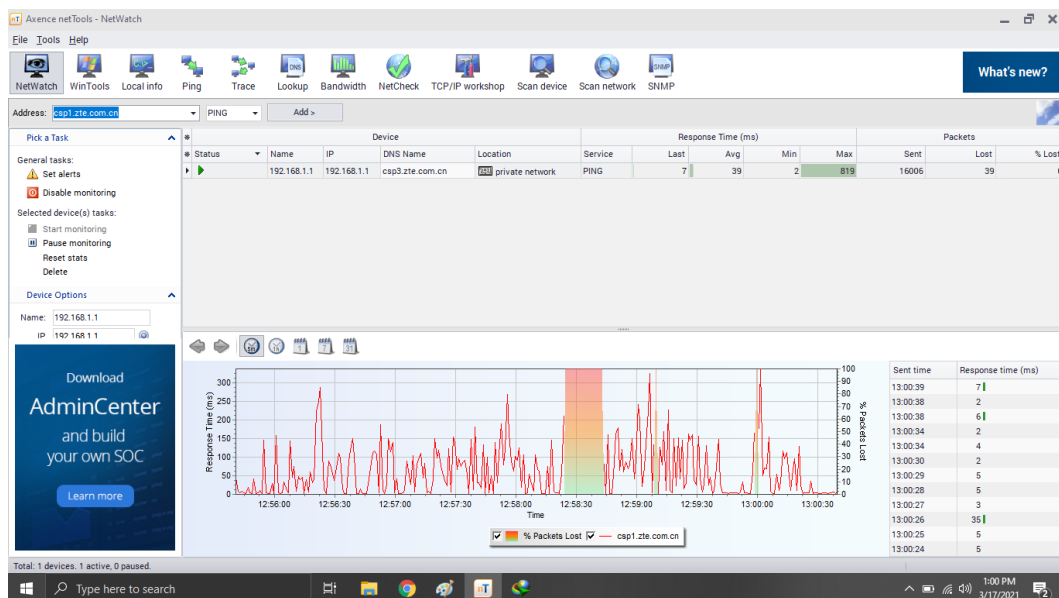 nT Axence netTools - NetWatch
File Tools Help
NetWatch WinTools Local info Ping Trace Lookup Bandwidth NetCheck TCP/IP workshop Scan device Scan network SNMP
What's new?
Address: csp1.zte.com.cn PING Add >
Pick a Task
General tasks:
Set alerts
Disable monitoring
Selected device(s) tasks:
Start monitoring
Pause monitoring
Reset stats
Delete
Device Options
Name: 192.168.1.1
IP 192.168.1.1
Download
AdminCenter
and build
your own SOC
Learn more
Device Response Time (ms) Packets
Status Name IP DNS Name Location Service Last Avg Min Max Sent Lost % Lost
192.168.1.1 192.168.1.1 csp3.zte.com.cn private network PING 7 39 2 819 16006 39
Response Time (ms)
300
250
200
150
100
50
0
100
90
80
70
60
50
40
30
20
10
0
% Packets Lost
12:56:00 12:56:30 12:57:00 12:57:30 12:58:00 12:58:30 12:59:00 12:59:30 13:00:00 13:00:30
Time
% Packets Lost csp1.zte.com.cn
Sent time Response time (ms)
13:00:39 7
13:00:38 2
13:00:38 6
13:00:34 2
13:00:34 4
13:00:30 2
13:00:29 5
13:00:28 5
13:00:27 3
13:00:26 35
13:00:25 5
13:00:24 5
Total: 1 devices. 1 active, 0 paused.
Type here to search
nT
1:00 PM
3/17/2021
2